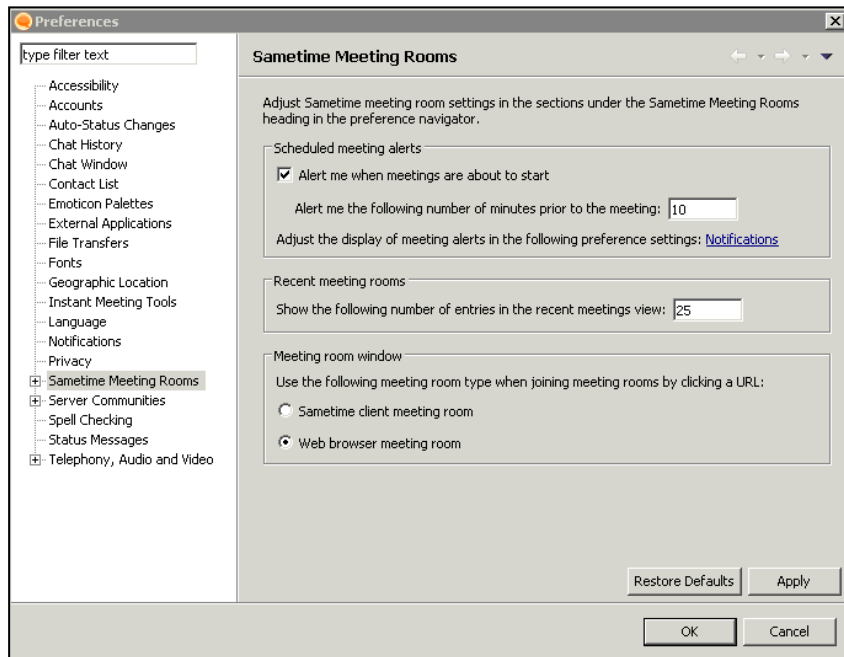 Preferences
type filter text
Accessibility
Accounts
Auto-Status Changes
Chat History
Chat Window
Contact List
Emoticon Palettes
External Applications
File Transfers
Fonts
Geographic Location
Instant Meeting Tools
Language
Notifications
Privacy
Sametime Meeting Rooms
Server Communities
Spell Checking
Status Messages
Telephony, Audio and Video
Sametime Meeting Rooms
Adjust Sametime meeting room settings in the sections under the Sametime Meeting Rooms
heading in the preference navigator.
Scheduled meeting alerts
Alert me when meetings are about to start
Alert me the following number of minutes prior to the meeting: 10
Adjust the display of meeting alerts in the following preference settings: Notifications
Recent meeting rooms
Show the following number of entries in the recent meetings view: 25
Meeting room window
Use the following meeting room type when joining meeting rooms by clicking a URL:
Sametime client meeting room
Web browser meeting room
Restore Defaults Apply
OK Cancel